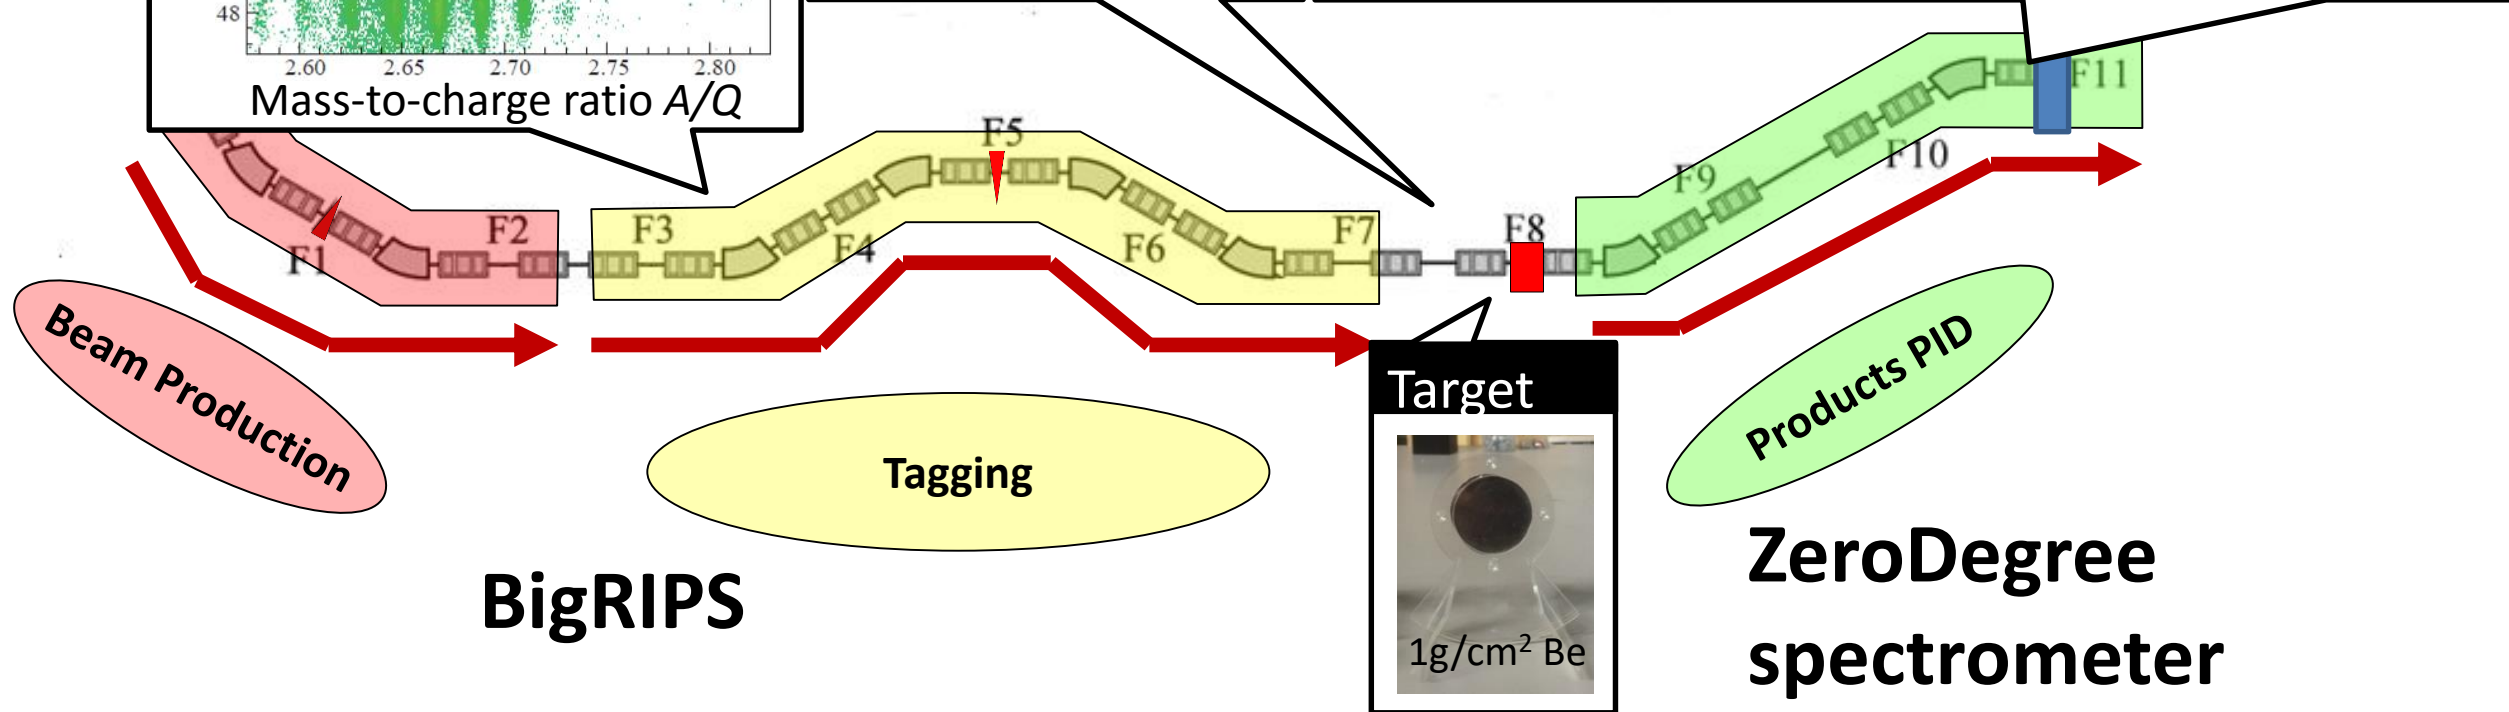 48
2.60 2.65 2.70 2.75 2.80
Mass-to-charge ratio A/Q
F1
F2
F3
F4
F5
F6
F7
F8
F9
F10
F11
Beam Production
Tagging
Target
Products PID
1g/cm² Be
BigRIPS
ZeroDegree
spectrometer